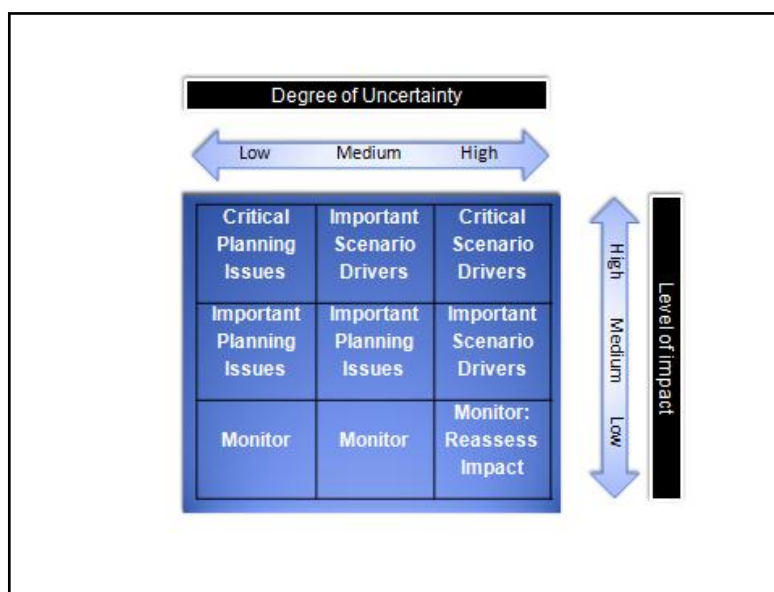 Degree of Uncertainty
Low Medium High
Critical Planning Issues
Important Scenario Drivers
Critical Scenario Drivers
High
Important Planning Issues
Important Planning Issues
Important Scenario Drivers
Medium
Monitor
Monitor
Monitor: Reassess Impact
Low
Level of impact